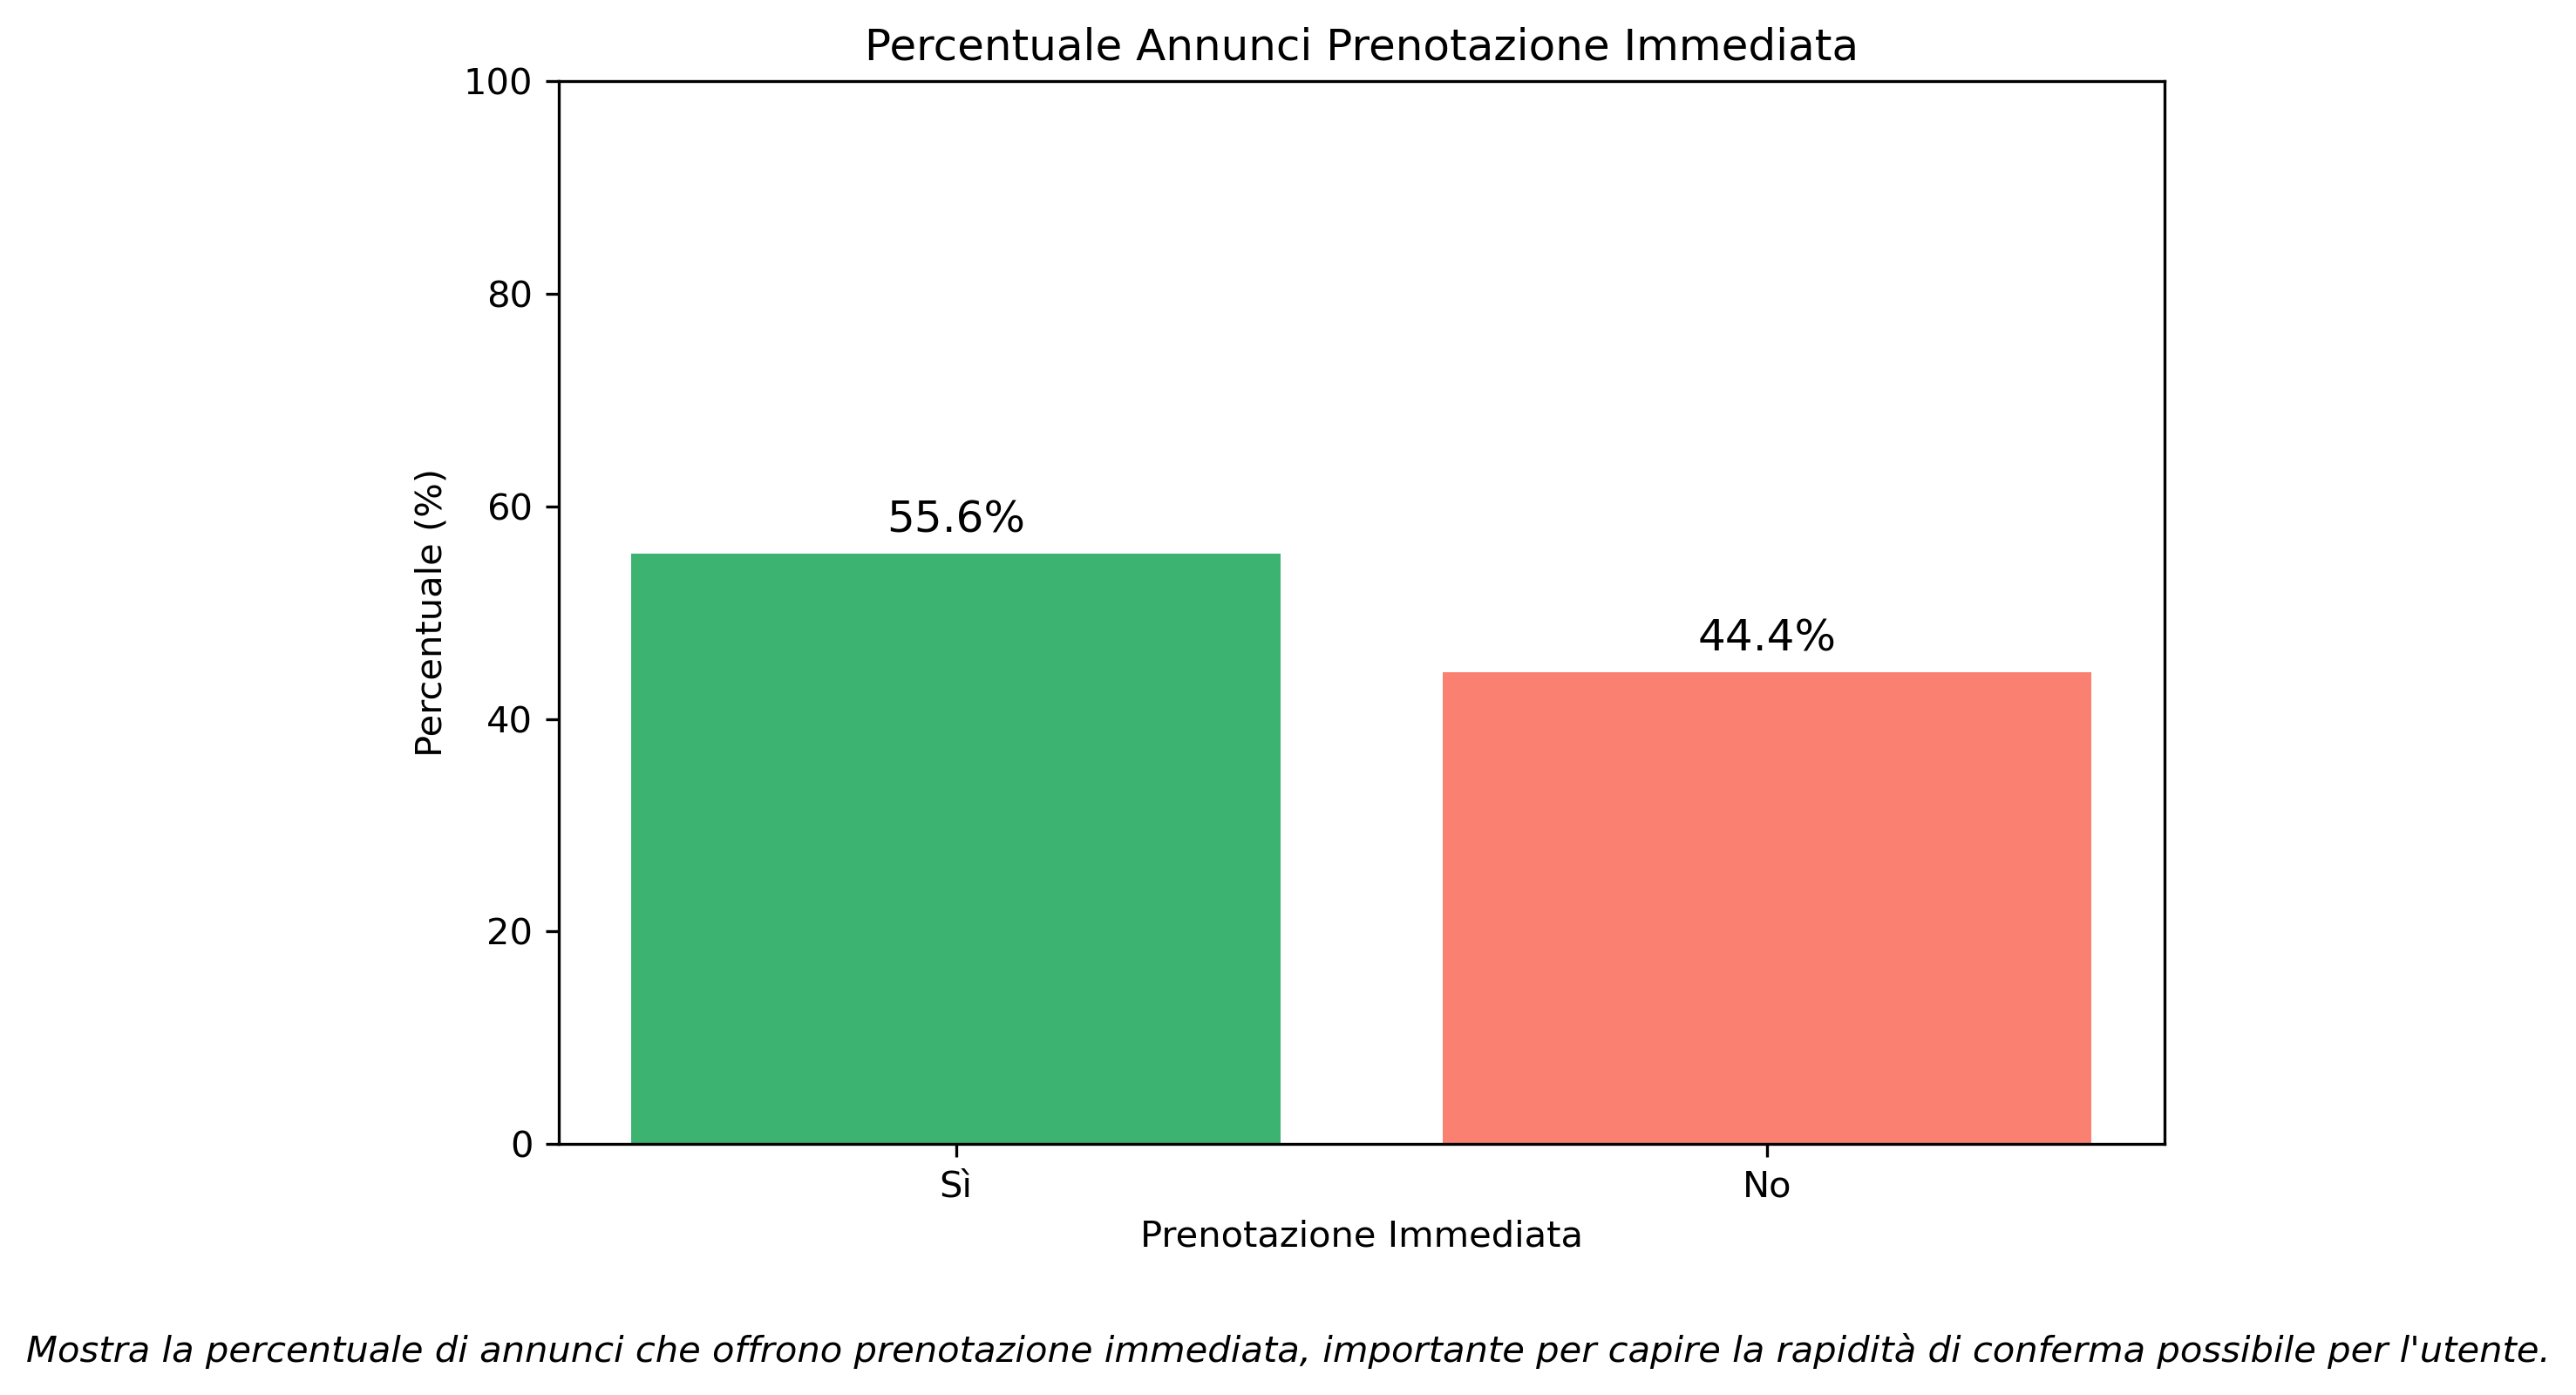 Percentuale Annunci Prenotazione Immediata
100
80
60
40
20
0
Percentuale (%)
55.6%
44.4%
Sì
No
Prenotazione Immediata
Mostra la percentuale di annunci che offrono prenotazione immediata, importante per capire la rapidità di conferma possibile per l'utente.